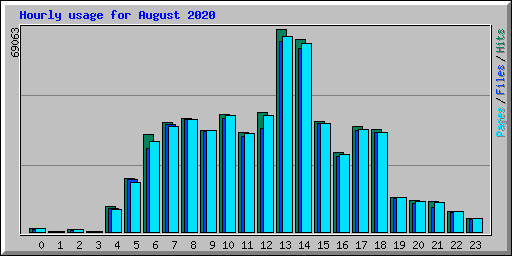 Hourly usage for August 2020
69063
Pages / Files / Hits
0 1 2 3 4 5 6 7 8 9 10 11 12 13 14 15 16 17 18 19 20 21 22 23